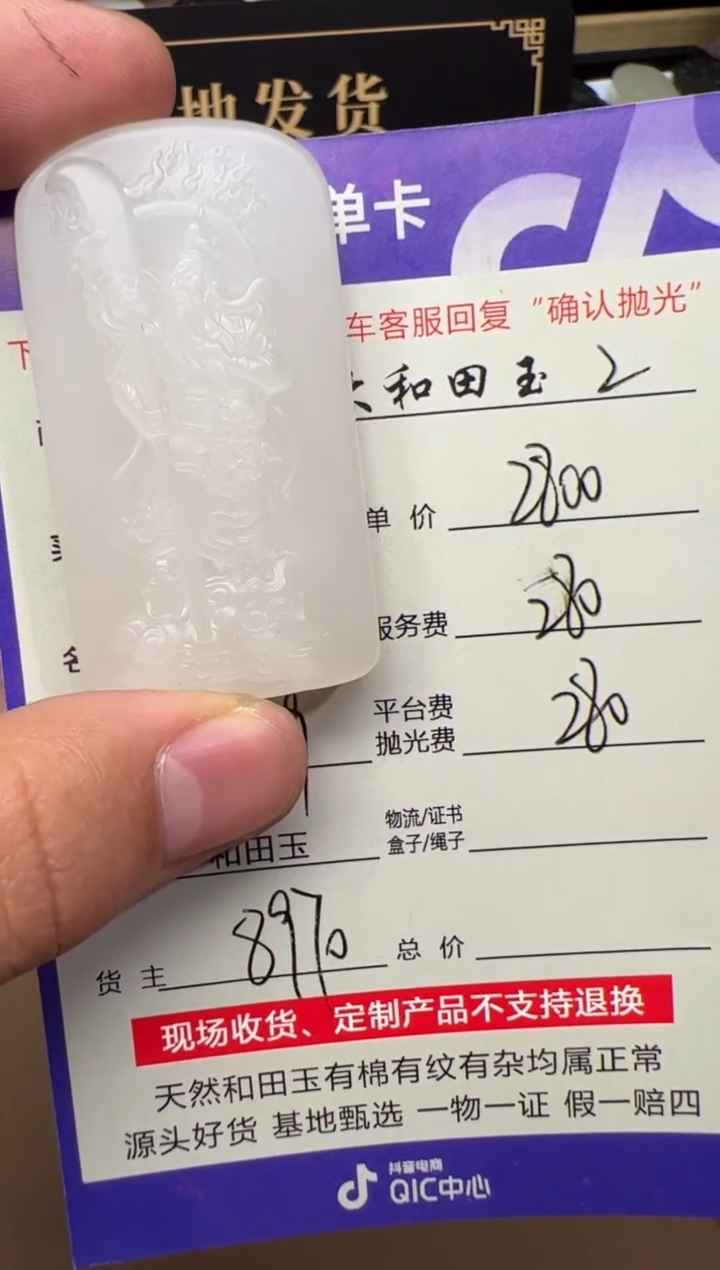 地发货
单卡
车客服回复“确认抛光”
和田玉 2
单价 2800
服务费 280
平台费
抛光费 280
物流/证书
和田玉 盒子/绳子
货主 8970 总价
现场收货、定制产品不支持退换
天然和田玉有棉有纹有杂均属正常
源头好货 基地甄选 一物一证 假一赔四
抖音电商
QIC中心